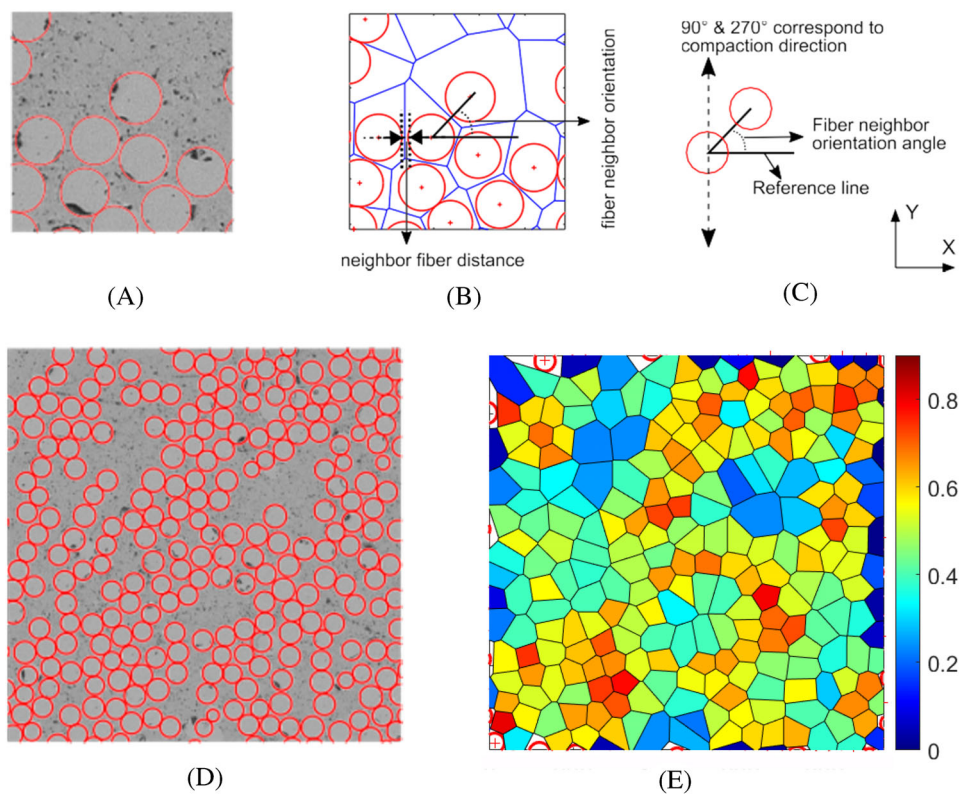 90° & 270° correspond to
compaction direction
fiber neighbor orientation
Fiber neighbor
orientation angle
Reference line
Y
X
neighbor fiber distance
(A)
(B)
(C)
0.8
0.6
0.4
0.2
0
(D)
(E)